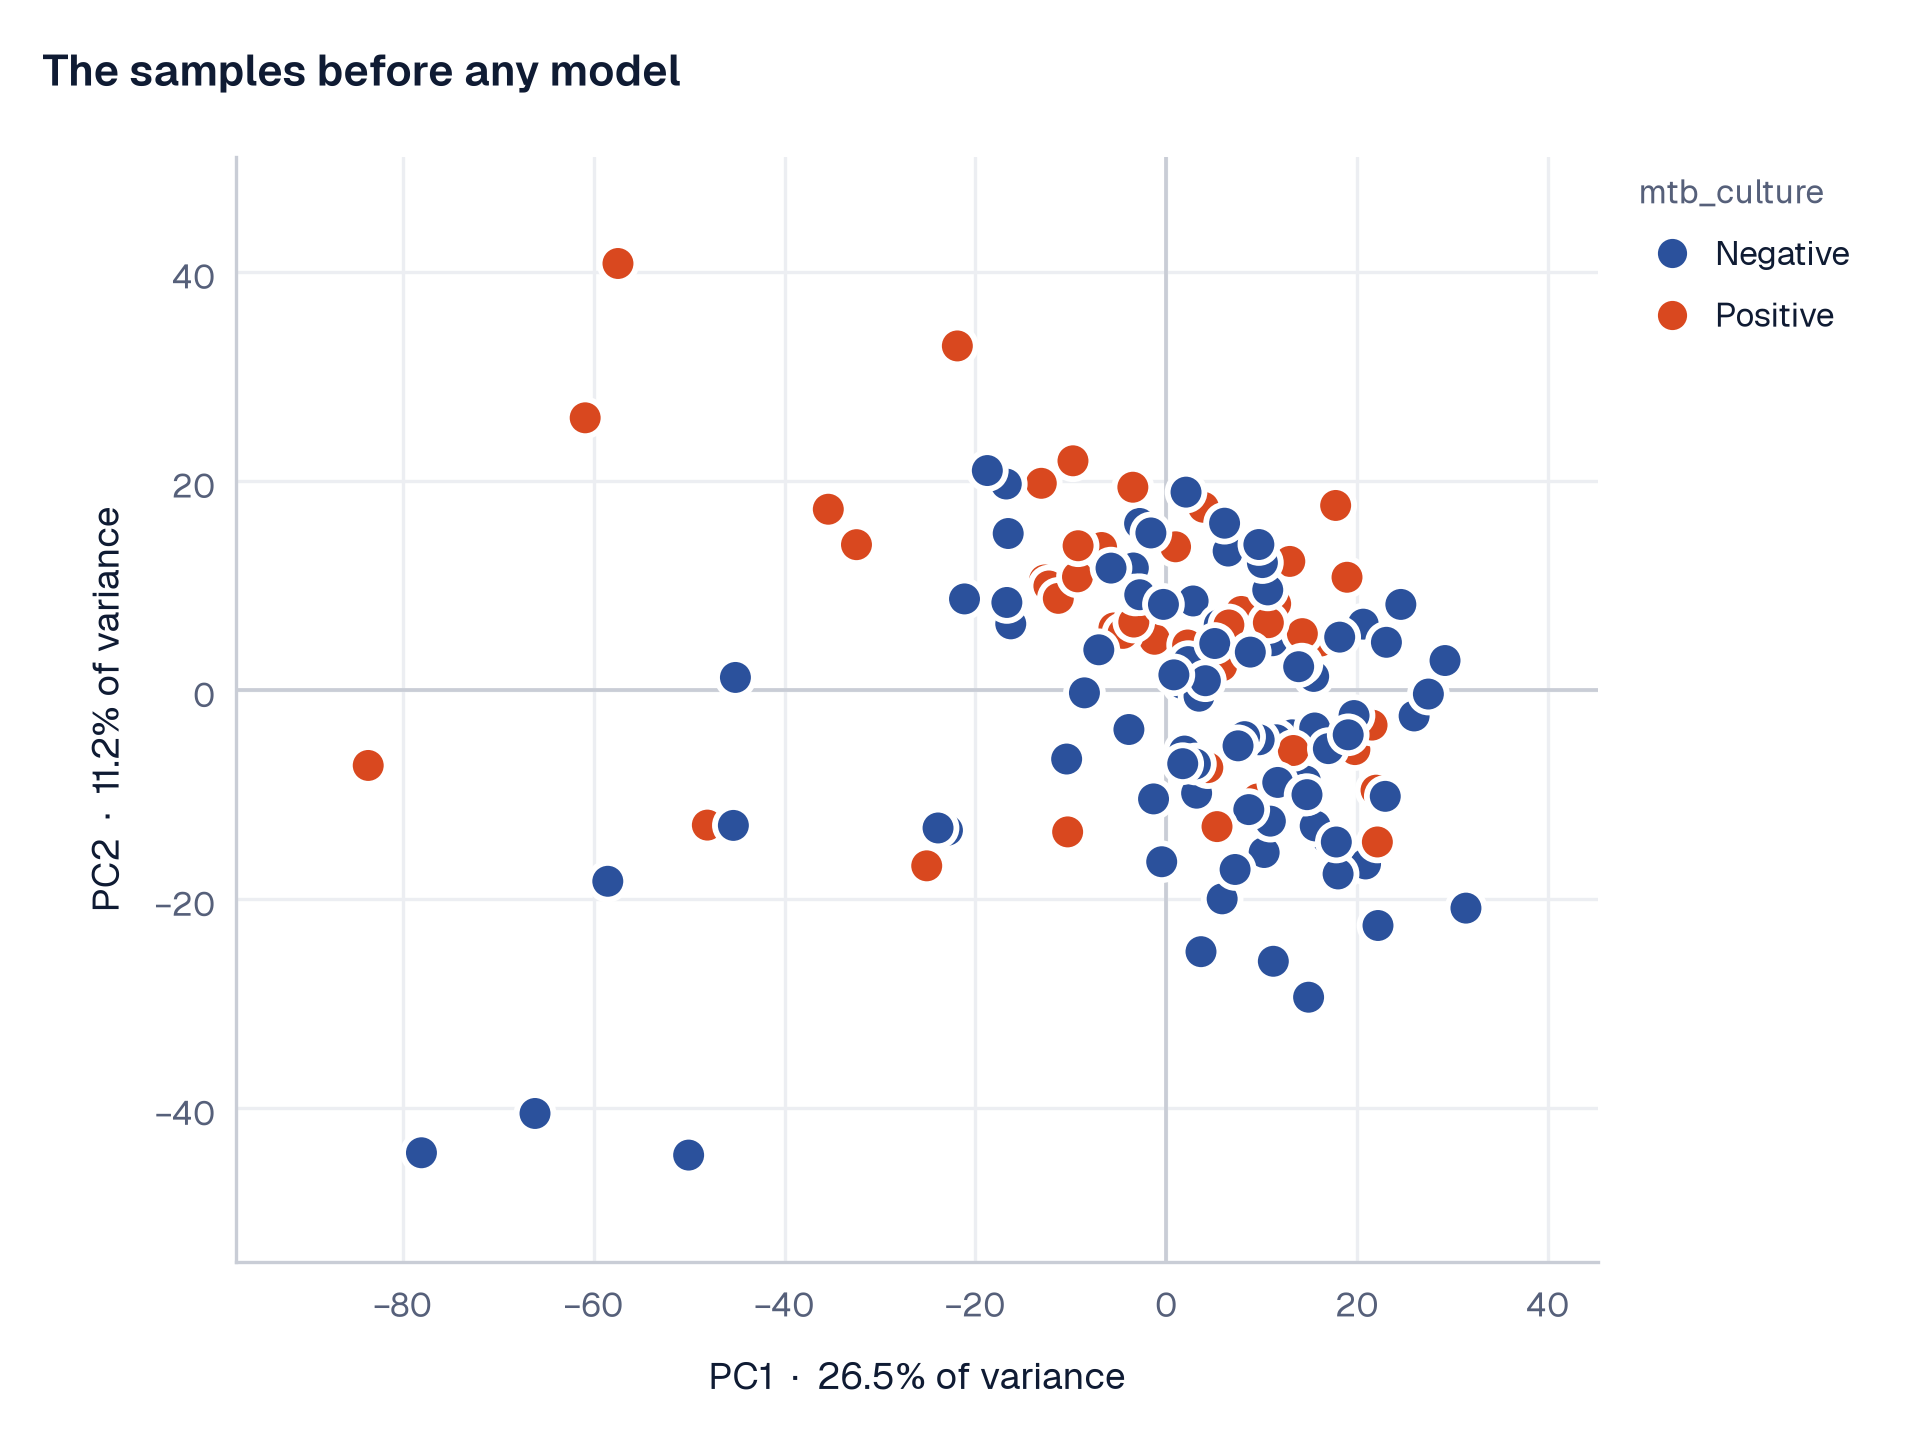 The samples before any model
mtb_culture
Negative
Positive
40
20
0
−20
−40
PC2 · 11.2% of variance
−80
−60
−40
−20
0
20
40
PC1 · 26.5% of variance